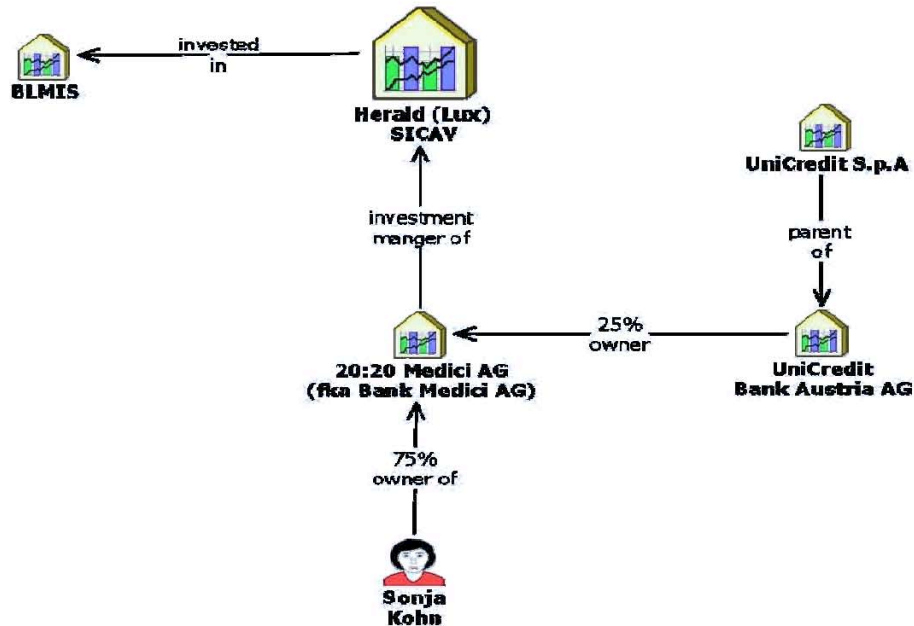 invested
in
BLMIS
Herald (Lux)
SICAV
UniCredit S.p.A
investment
manger of
parent
of
25%
owner
20:20 Medici AG
(fka Bank Medici AG)
UniCredit
Bank Austria AG
75%
owner of
Sonja
Kohn